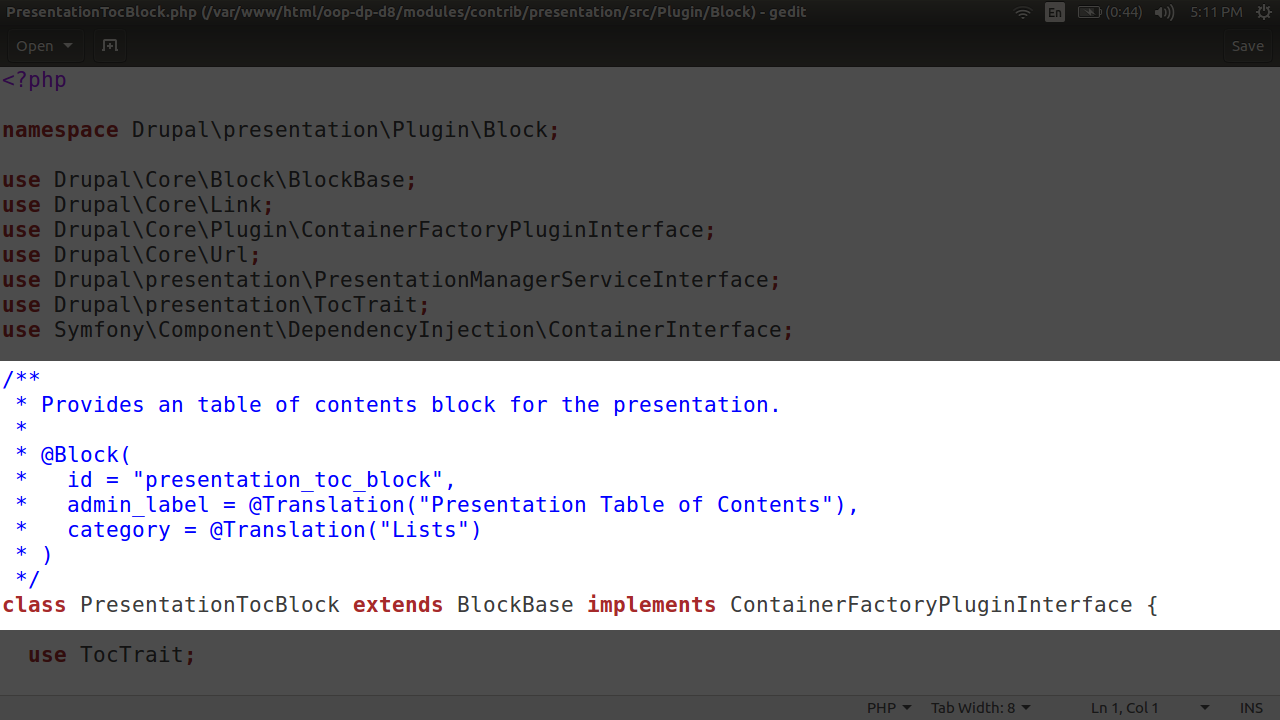 PresentationTocBlock.php (/var/www/html/oop-dp-d8/modules/contrib/presentation/src/Plugin/Block) - gedit En (0:44) 5:11 PM
Open Save
<?php
namespace Drupal\presentation\Plugin\Block;
use Drupal\Core\Block\BlockBase;
use Drupal\Core\Link;
use Drupal\Core\Plugin\ContainerFactoryPluginInterface;
use Drupal\Core\Url;
use Drupal\presentation\PresentationManagerServiceInterface;
use Drupal\presentation\TocTrait;
use Symfony\Component\DependencyInjection\ContainerInterface;
/**
 * Provides an table of contents block for the presentation.
 *
 * @Block(
 *   id = "presentation_toc_block",
 *   admin_label = @Translation("Presentation Table of Contents"),
 *   category = @Translation("Lists")
 * )
 */
class PresentationTocBlock extends BlockBase implements ContainerFactoryPluginInterface {
  use TocTrait;
PHP Tab Width: 8 Ln 1, Col 1 INS